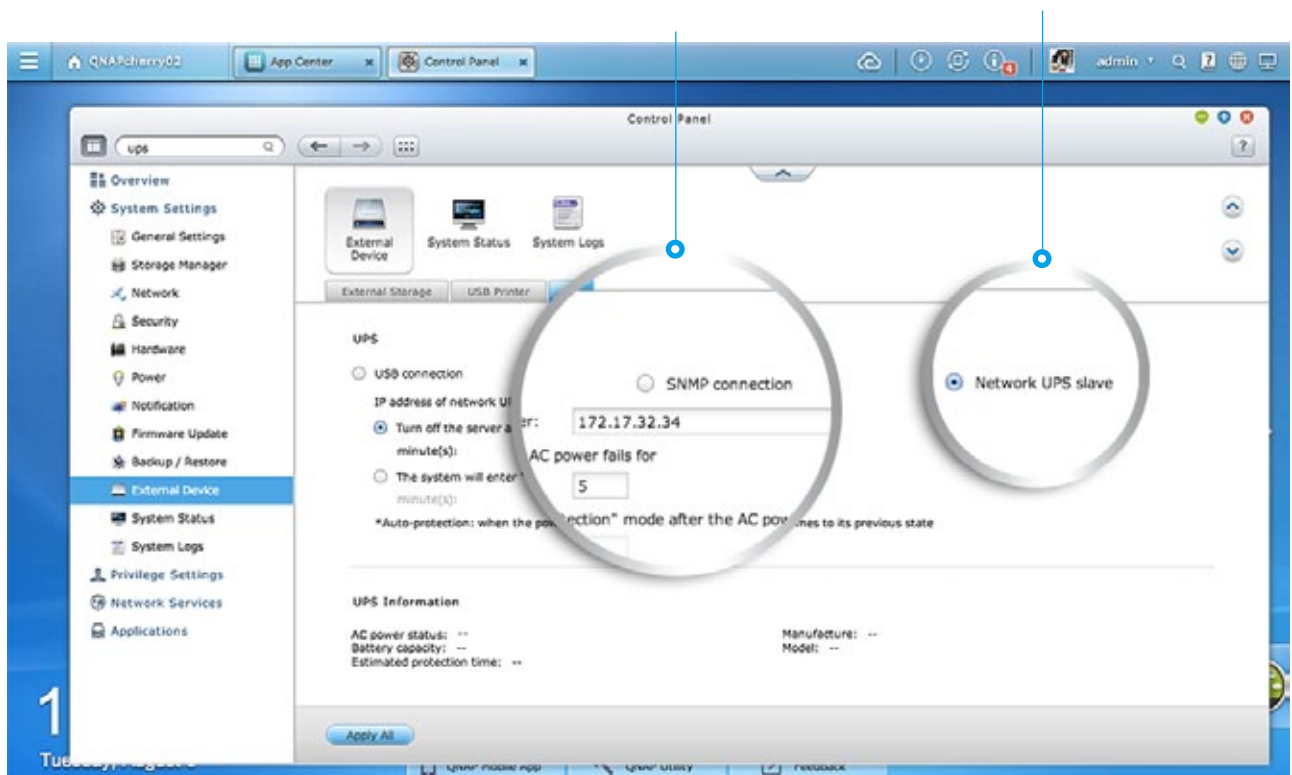 QNAPcherry02
App Center
Control Panel
4
admin
Control Panel
ups
Overview
System Settings
General Settings
Storage Manager
Network
Security
Hardware
Power
Notification
Firmware Update
Backup / Restore
External Device
System Status
System Logs
Privilege Settings
Network Services
Applications
External Device
System Status
System Logs
External Storage
USB Printer
UPS
USB connection
SNMP connection
Network UPS slave
IP address of network
er: 172.17.32.34
Turn off the server
AC power fails for
minute(s):
5
The system will enter
ection" mode after the AC
minute(s):
*Auto-protection: when the
to its previous state
UPS Information
AC power status: --
Manufacture: --
Battery capacity: --
Model: --
Estimated protection time: --
Apply All
1
QNAP Mobile App
QNAP Utility
Feedback